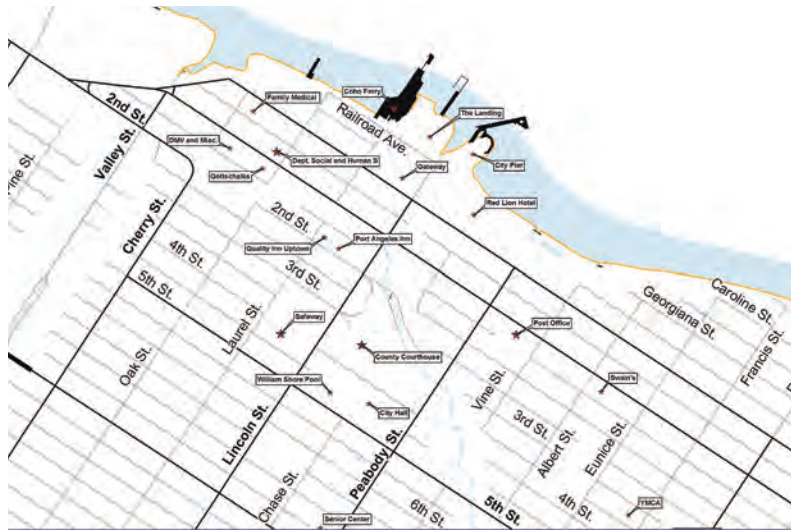 Coho Ferry
Family Medical
2nd St.
Railroad Ave.
The Landing
Valley St.
DMV and Misc.
Dept. Social and Human S
Gateway
City Pier
Gottschalks
Pine St.
Red Lion Hotel
2nd St.
Cherry St.
Port Angeles Inn
Quality Inn Uptown
4th St.
3rd St.
5th St.
Caroline St.
Georgiana St.
Laurel St.
Safeway
Post Office
Francis St.
County Courthouse
Oak St.
William Shore Pool
Vine St.
Swain's
City Hall
3rd St.
Lincoln St.
Albert St.
Eunice St.
Peabody St.
Chase St.
6th St.
5th St.
4th St.
YMCA
Senior Center